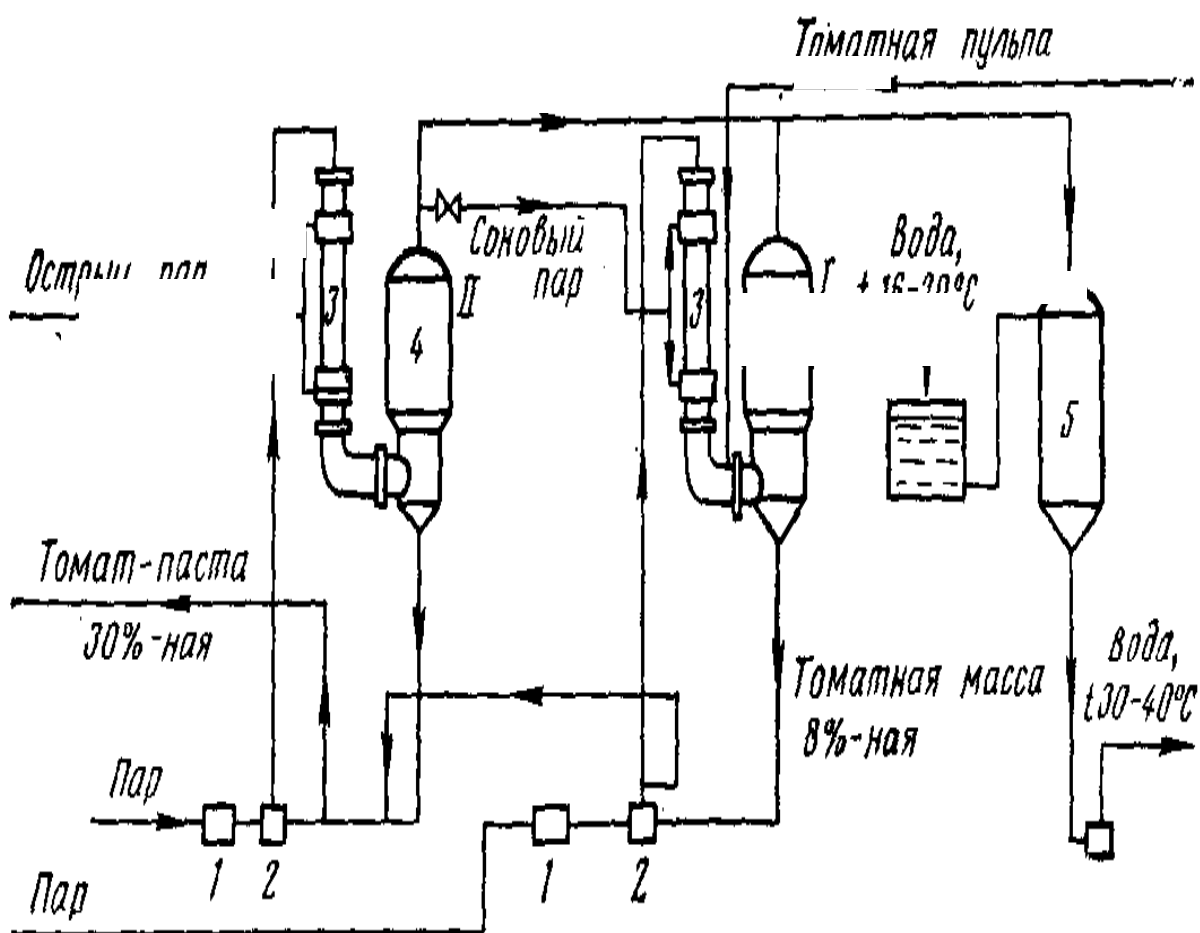 Томатная пульпа
Соковый
пар
Вода,
3
4
II
3
5
Томат-паста
30%-ная
Томатная масса
8%-ная
Вода,
t 30-40°С
Пар
1
2
1
2
Пар